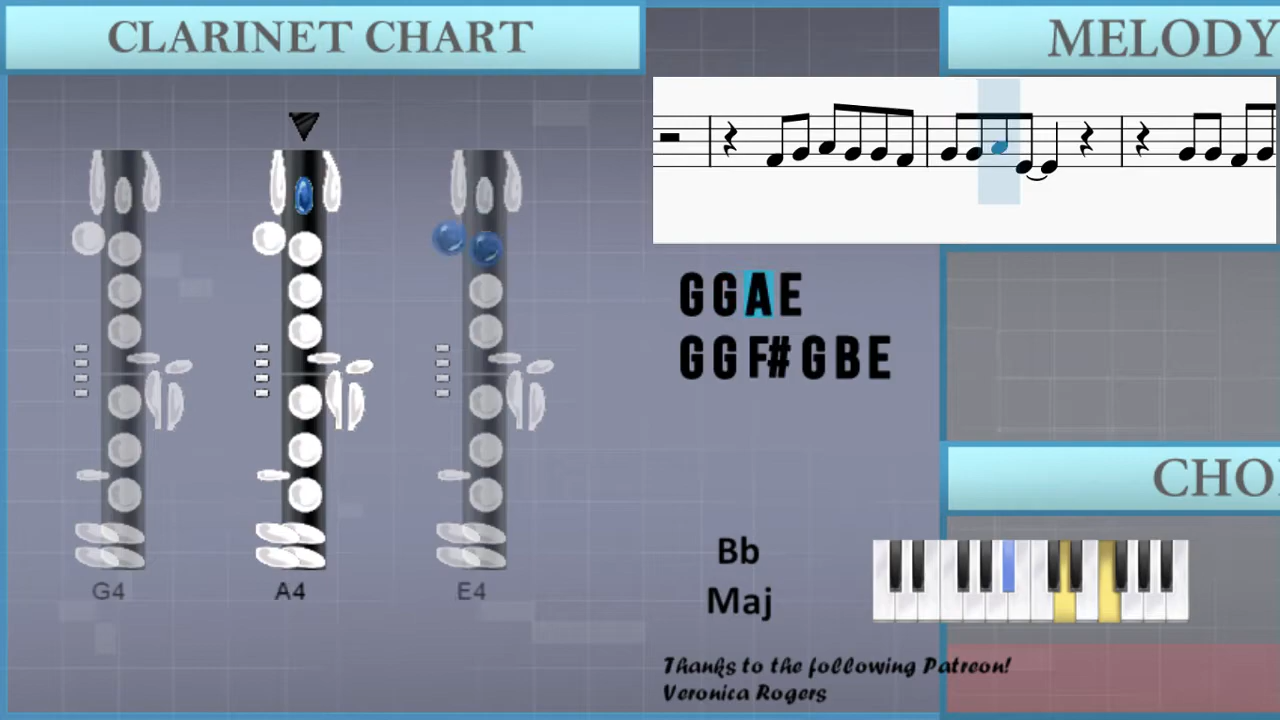 CLARINET CHART
MELODY
G G A E
G G F# G B E
G4 A4 E4
Bb
Maj
CHO
Thanks to the following Patreon!
Veronica Rogers